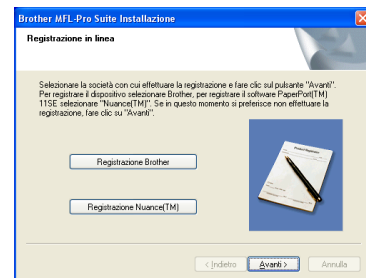 Brother MFL-Pro Suite Installazione
Registrazione in linea
Selezionare la società con cui effettuare la registrazione e fare clic sul pulsante "Avanti".
Per registrare il dispositivo selezionare Brother, per registrare il software PaperPort(TM)
11SE selezionare "Nuance(TM)". Se in questo momento si preferisce non effettuare la
registrazione, fare clic su "Avanti".
Registrazione Brother
Registrazione Nuance(TM)
< Indietro Avanti > Annulla